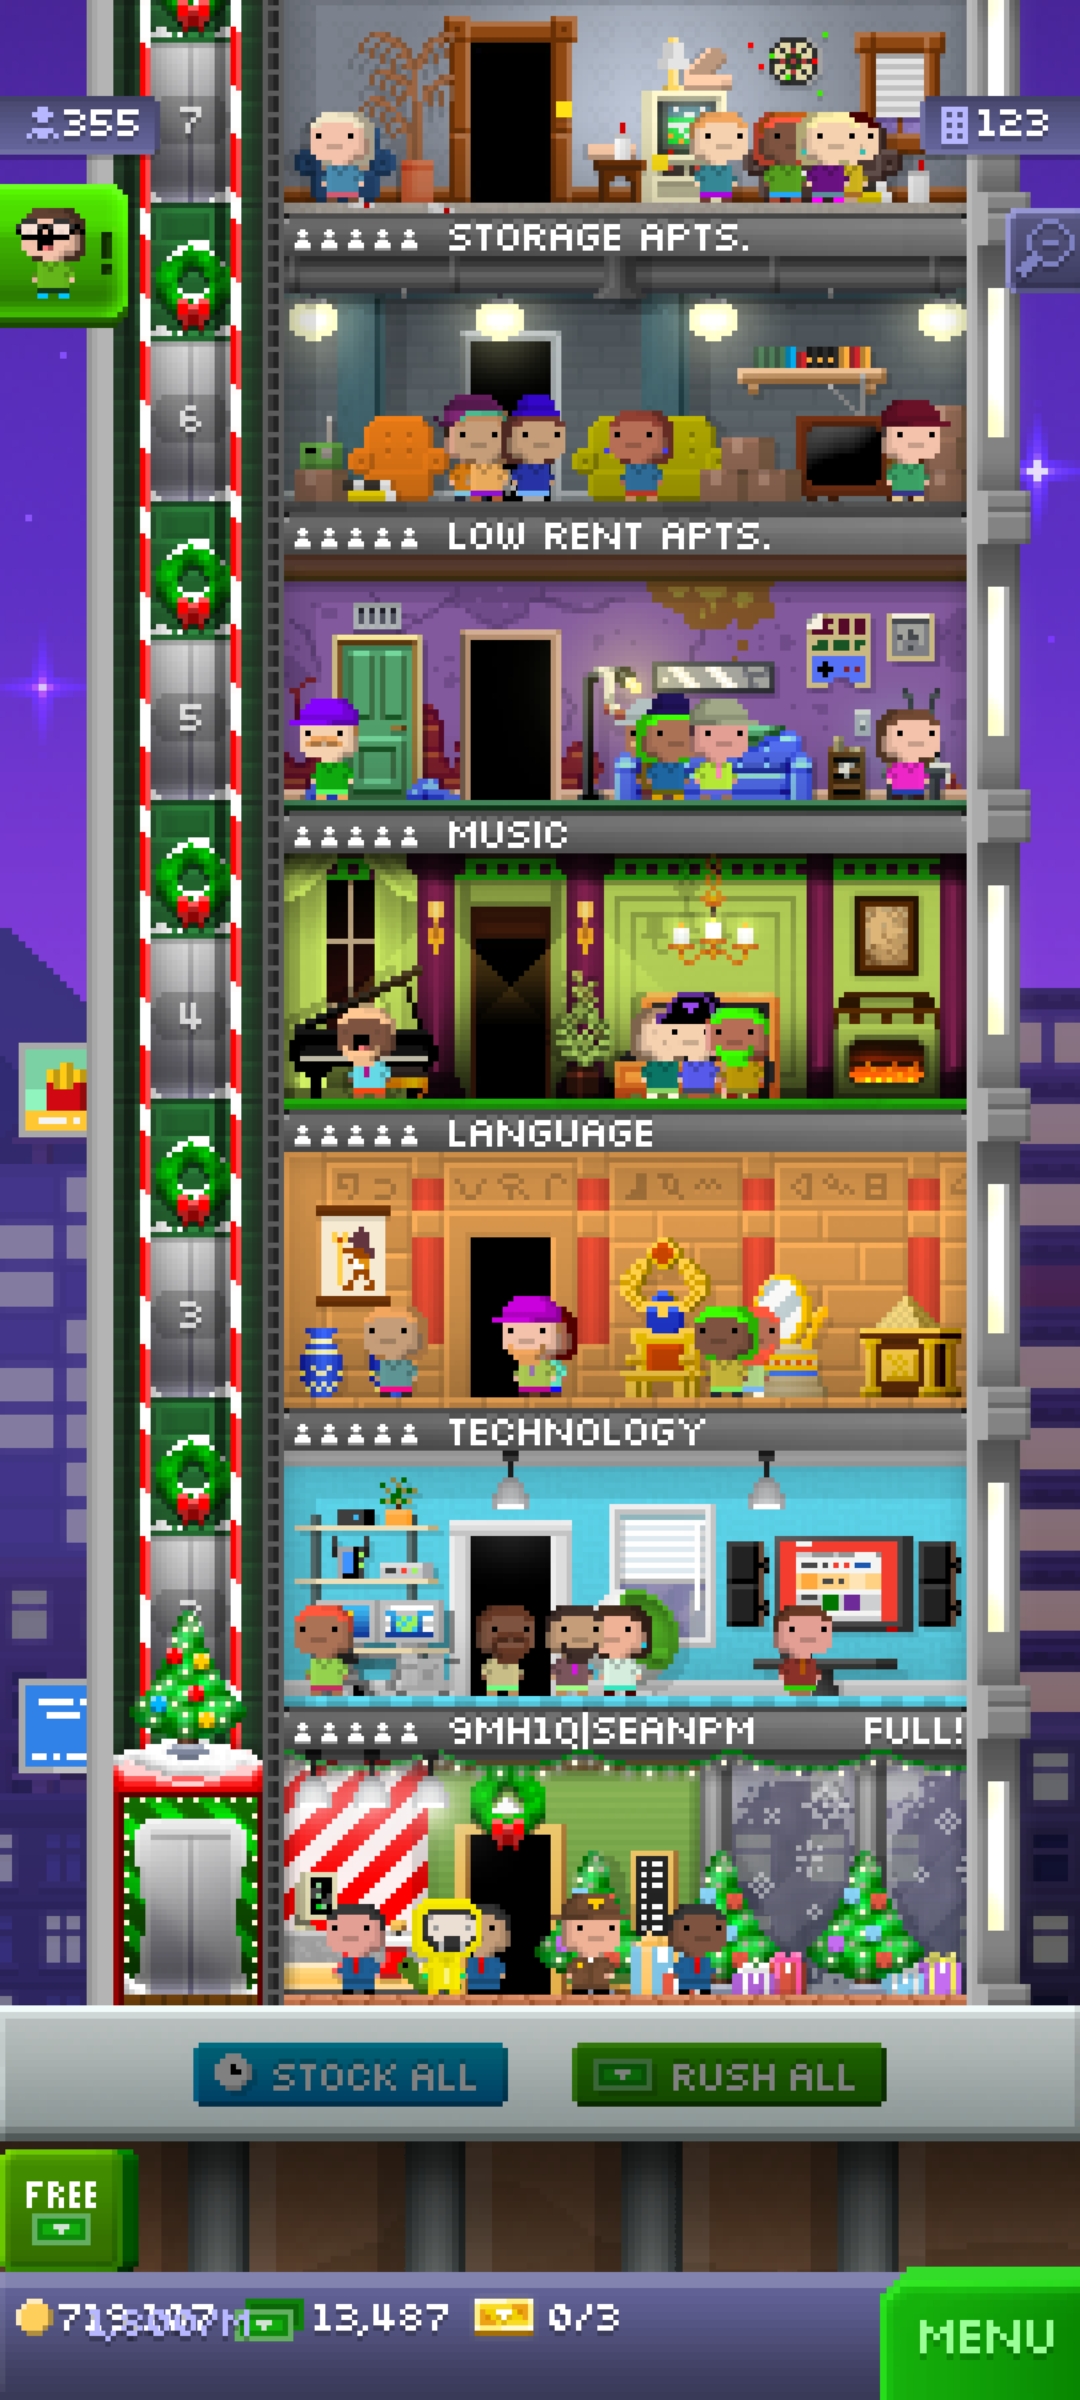 7
355
123
STORAGE APTS.
6
LOW RENT APTS.
5
MUSIC
4
LANGUAGE
3
TECHNOLOGY
9MH1Q|SEANPM FULL!
STOCK ALL RUSH ALL
FREE
13,487 0/3
MENU